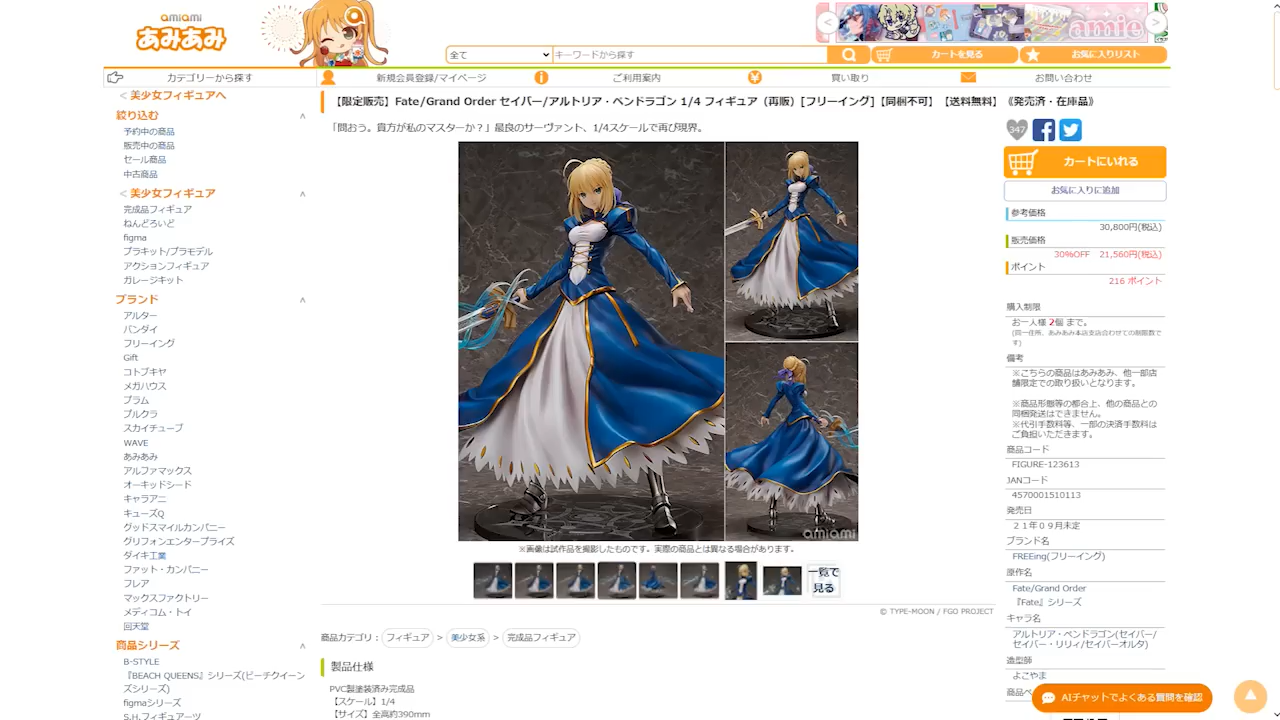 amiami
あみあみ
全て
キーワードから探す
カートを見る
お気に入りリスト
カテゴリーから探す
新規会員登録/マイページ
ご利用案内
買い取り
お問い合わせ
< 美少女フィギュアへ
絞り込む
予約中の商品
販売中の商品
セール商品
中古商品
< 美少女フィギュア
完成品フィギュア
ねんどろいど
figma
プラキット/プラモデル
アクションフィギュア
ガレージキット
ブランド
アルター
バンダイ
フリーイング
Gift
コトブキヤ
メガハウス
プラム
ブルクラ
スカイチューブ
WAVE
あみあみ
アルファマックス
オーキッドシード
キャラアニ
キューズQ
グッドスマイルカンパニー
グリフォンエンタープライズ
ダイキ工業
ファット・カンパニー
フレア
マックスファクトリー
メディコム・トイ
回天堂
商品シリーズ
B-STYLE
『BEACH QUEENS』シリーズ(ビーチクイーン
ズシリーズ)
figmaシリーズ
S.H.フィギュアーツ
【限定販売】Fate/Grand Order セイバー/アルトリア・ペンドラゴン 1/4 フィギュア（再販）[フリーイング]【同梱不可】【送料無料】《発売済・在庫品》
「問おう。貴方が私のマスターか？」最良のサーヴァント、1/4スケールで再び現界。
amiami
※画像は試作品を撮影したものです。実際の商品とは異なる場合があります。
一覧で
見る
© TYPE-MOON / FGO PROJECT
商品カテゴリ： フィギュア > 美少女系 > 完成品フィギュア
製品仕様
PVC製塗装済み完成品
【スケール】1/4
【サイズ】全高約390mm
347
カートにいれる
お気に入りに追加
参考価格
30,800円(税込)
販売価格
30%OFF 21,560円(税込)
ポイント
216 ポイント
購入制限
お一人様 2個 まで。
(同一住所、あみあみ本店支店合わせての制限数で
す)
備考
※こちらの商品はあみあみ、他一部店
舗限定での取り扱いとなります。
※商品形態等の都合上、他の商品との
同梱発送はできません。
※代引手数料等、一部の決済手数料は
ご負担いただきます。
商品コード
FIGURE-123613
JANコード
4570001510113
発売日
２１年０９月未定
ブランド名
FREEing(フリーイング)
原作名
Fate/Grand Order
『Fate』シリーズ
キャラ名
アルトリア・ペンドラゴン(セイバー/
セイバー・リリィ/セイバーオルタ)
造型師
よこやま
AIチャットでよくある質問を確認